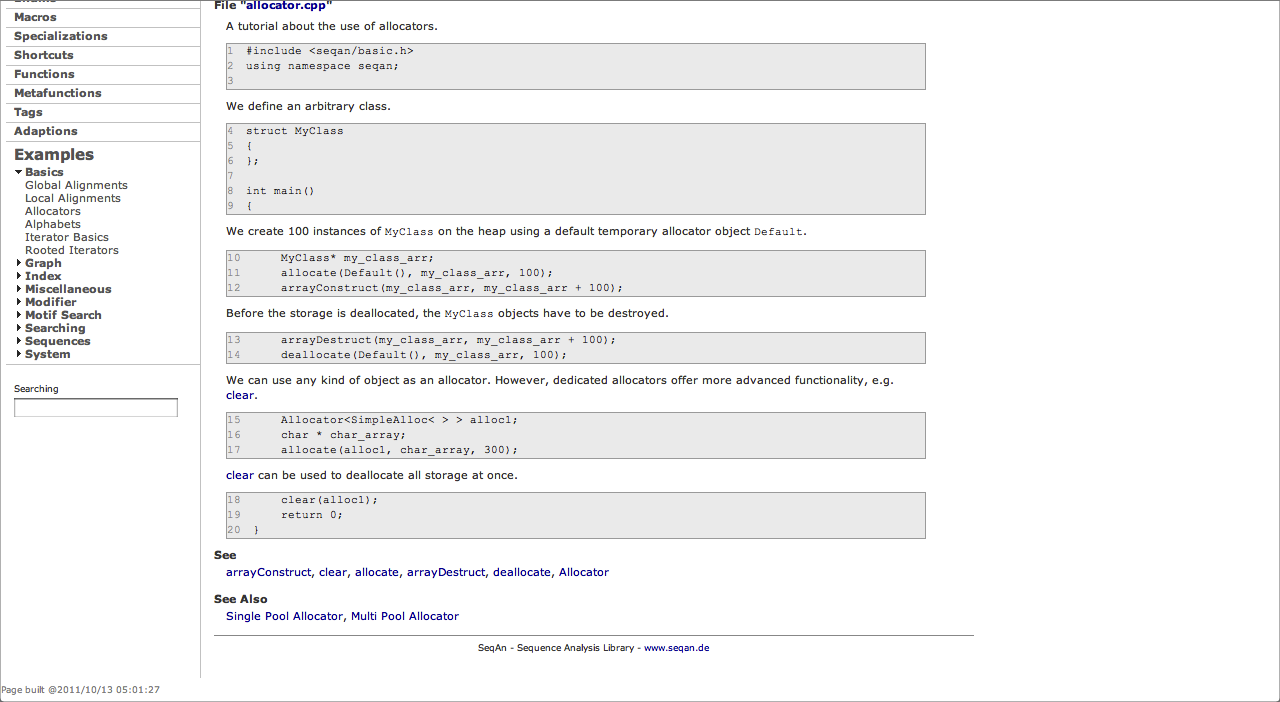 Macros
Specializations
Shortcuts
Functions
Metafunctions
Tags
Adaptions
Examples
Basics
Global Alignments
Local Alignments
Allocators
Alphabets
Iterator Basics
Rooted Iterators
Graph
Index
Miscellaneous
Modifier
Motif Search
Searching
Sequences
System
Searching
File "allocator.cpp"
A tutorial about the use of allocators.
1 #include <seqan/basic.h>
2 using namespace seqan;
3
We define an arbitrary class.
4 struct MyClass
5 {
6 };
7
8 int main()
9 {
We create 100 instances of MyClass on the heap using a default temporary allocator object Default.
10 MyClass* my_class_arr;
11 allocate(Default(), my_class_arr, 100);
12 arrayConstruct(my_class_arr, my_class_arr + 100);
Before the storage is deallocated, the MyClass objects have to be destroyed.
13 arrayDestruct(my_class_arr, my_class_arr + 100);
14 deallocate(Default(), my_class_arr, 100);
We can use any kind of object as an allocator. However, dedicated allocators offer more advanced functionality, e.g.
clear.
15 Allocator<SimpleAlloc< > > alloc1;
16 char * char_array;
17 allocate(alloc1, char_array, 300);
clear can be used to deallocate all storage at once.
18 clear(alloc1);
19 return 0;
20 }
See
arrayConstruct, clear, allocate, arrayDestruct, deallocate, Allocator
See Also
Single Pool Allocator, Multi Pool Allocator
SeqAn - Sequence Analysis Library - www.seqan.de
Page built @2011/10/13 05:01:27